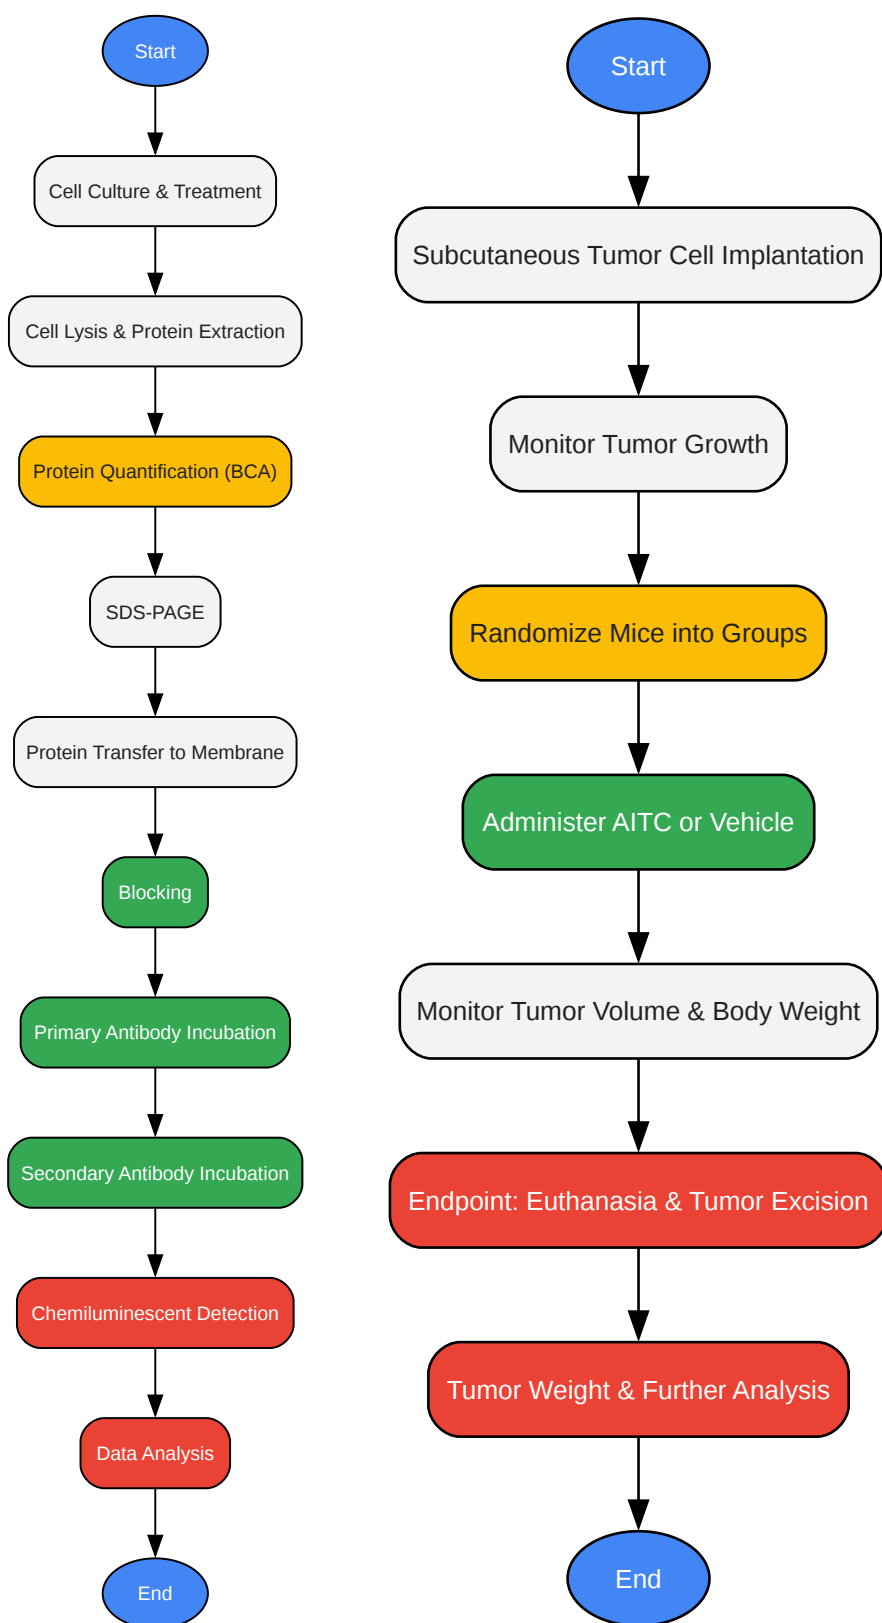 Start
Cell Culture & Treatment
Cell Lysis & Protein Extraction
Protein Quantification (BCA)
SDS-PAGE
Protein Transfer to Membrane
Blocking
Primary Antibody Incubation
Secondary Antibody Incubation
Chemiluminescent Detection
Data Analysis
End
Start
Subcutaneous Tumor Cell Implantation
Monitor Tumor Growth
Randomize Mice into Groups
Administer AITC or Vehicle
Monitor Tumor Volume & Body Weight
Endpoint: Euthanasia & Tumor Excision
Tumor Weight & Further Analysis
End